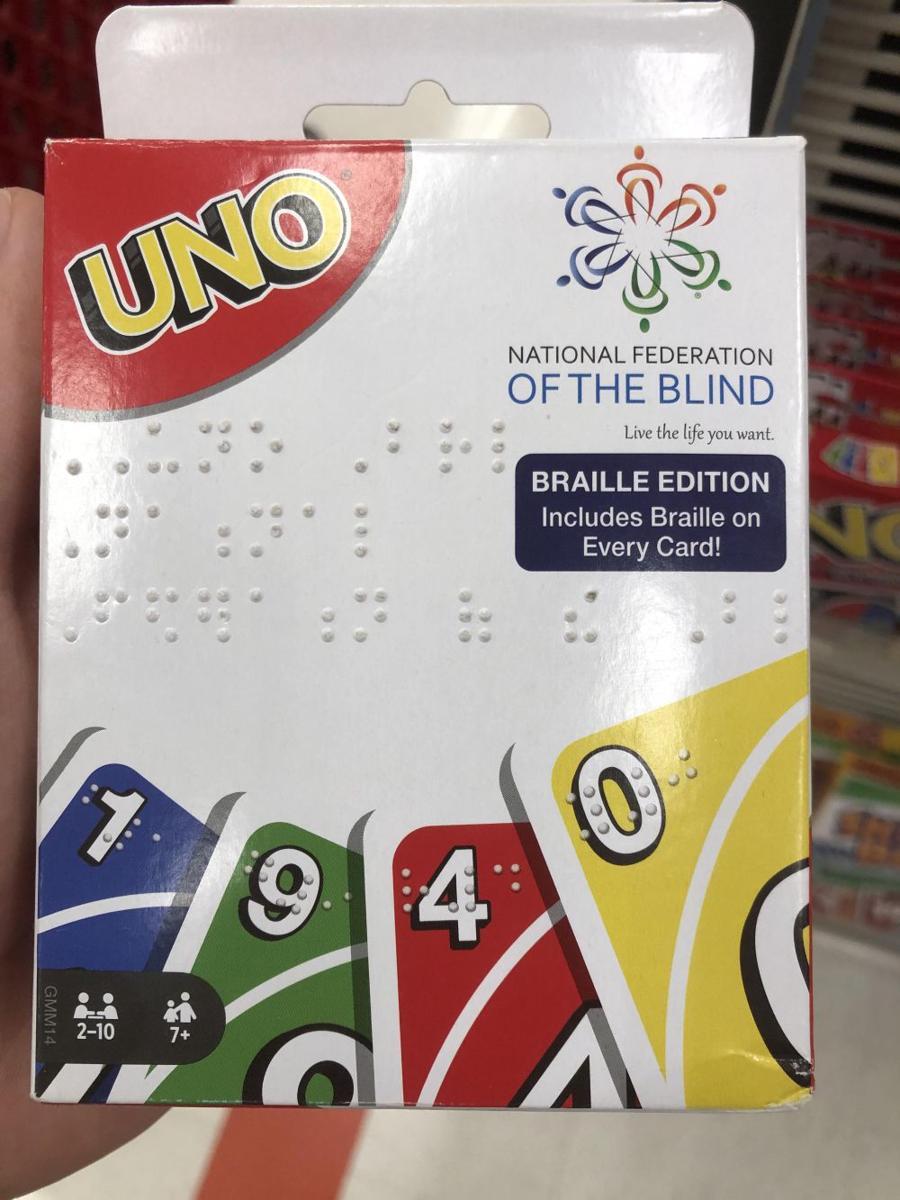 UNO
NATIONAL FEDERATION
OF THE BLIND
Live the life you want.
BRAILLE EDITION
Includes Braille on
Every Card!
1
9
4
0
GMM14
2–10
7+